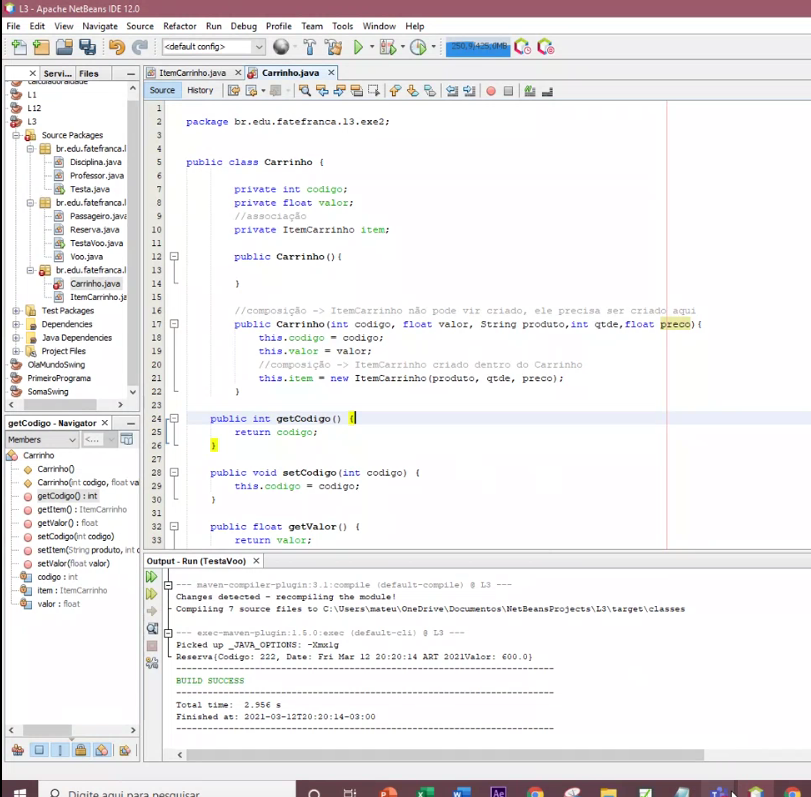 L3 - Apache NetBeans IDE 12.0
File Edit View Navigate Source Refactor Run Debug Profile Team Tools Window Help
<default config>
Servi... Files
ItemCarrinho.java Carrinho.java
Source History
L1
L12
L3
Source Packages
br.edu.fatefranca.l
Disciplina.java
Professor.java
Testa.java
br.edu.fatefranca.l
Passageiro.java
Reserva.java
TestaVoo.java
Voo.java
br.edu.fatefranca.l
Carrinho.java
ItemCarrinho.ja
Test Packages
Dependencies
Java Dependencies
Project Files
OlaMundoSwing
PrimeiroPrograma
SomaSwing
1
2 package br.edu.fatefranca.l3.exe2;
3
4
5 public class Carrinho {
6
7 private int codigo;
8 private float valor;
9 //associação
10 private ItemCarrinho item;
11
12 public Carrinho(){
13
14 }
15
16 //composição -> ItemCarrinho não pode vir criado, ele precisa ser criado aqui
17 public Carrinho(int codigo, float valor, String produto,int qtde,float preco){
18 this.codigo = codigo;
19 this.valor = valor;
20 //composição -> ItemCarrinho criado dentro do Carrinho
21 this.item = new ItemCarrinho(produto, qtde, preco);
22 }
23
24 public int getCodigo() {
25 return codigo;
26 }
27
28 public void setCodigo(int codigo) {
29 this.codigo = codigo;
30 }
31
32 public float getValor() {
33 return valor;
getCodigo - Navigator
Members <...
Carrinho
Carrinho()
Carrinho(int codigo, float va
getCodigo() : int
getItem() : ItemCarrinho
getValor() : float
setCodigo(int codigo)
setItem(String produto, int c
setValor(float valor)
codigo : int
item : ItemCarrinho
valor : float
Output - Run (TestaVoo)
--- maven-compiler-plugin:3.1:compile (default-compile) @ L3 ---
Changes detected - recompiling the module!
Compiling 7 source files to C:\Users\mateu\OneDrive\Documentos\NetBeansProjects\L3\target\classes
--- exec-maven-plugin:1.5.0:exec (default-cli) @ L3 ---
Picked up _JAVA_OPTIONS: -Xmx1g
Reserva{Codigo: 222, Date: Fri Mar 12 20:20:14 ART 2021Valor: 600.0}
------------------------------------------------------------------------
BUILD SUCCESS
------------------------------------------------------------------------
Total time: 2.956 s
Finished at: 2021-03-12T20:20:14-03:00
------------------------------------------------------------------------
Digite aqui para pesquisar